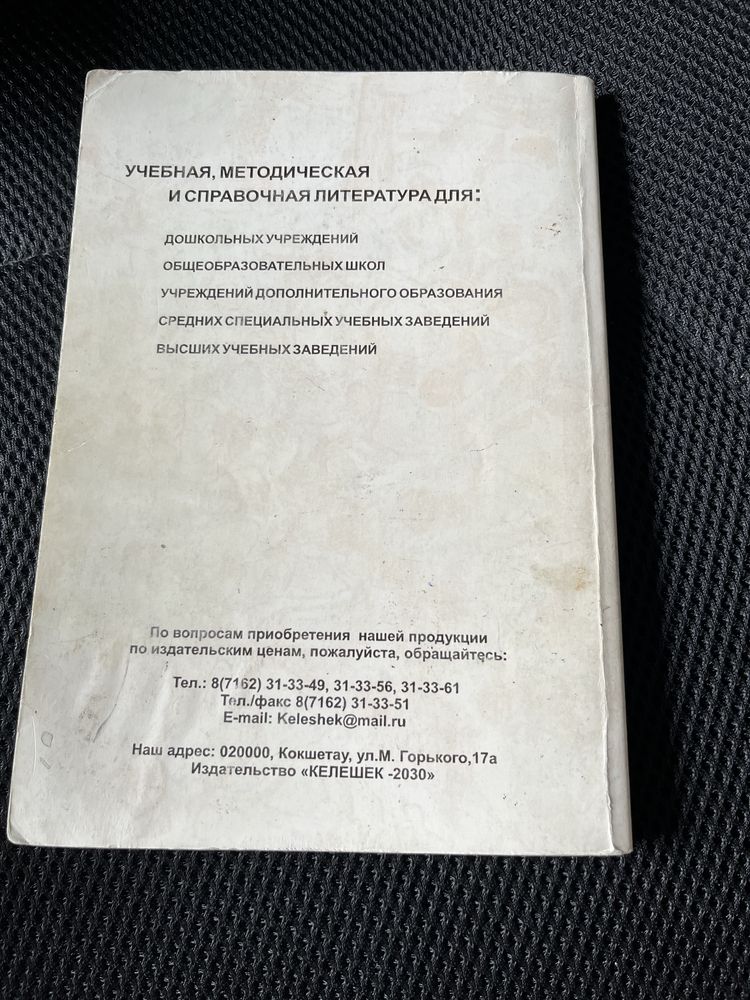 УЧЕБНАЯ, МЕТОДИЧЕСКАЯ
И СПРАВОЧНАЯ ЛИТЕРАТУРА ДЛЯ:
ДОШКОЛЬНЫХ УЧРЕЖДЕНИЙ
ОБЩЕОБРАЗОВАТЕЛЬНЫХ ШКОЛ
УЧРЕЖДЕНИЙ ДОПОЛНИТЕЛЬНОГО ОБРАЗОВАНИЯ
СРЕДНИХ СПЕЦИАЛЬНЫХ УЧЕБНЫХ ЗАВЕДЕНИЙ
ВЫСШИХ УЧЕБНЫХ ЗАВЕДЕНИЙ
По вопросам приобретения нашей продукции
по издательским ценам, пожалуйста, обращайтесь:
Тел.: 8(7162) 31-33-49, 31-33-56, 31-33-61
Тел./факс 8(7162) 31-33-51
E-mail: Keleshek@mail.ru
Наш адрес: 020000, Кокшетау, ул.М. Горького,17а
Издательство «КЕЛЕШЕК -2030»